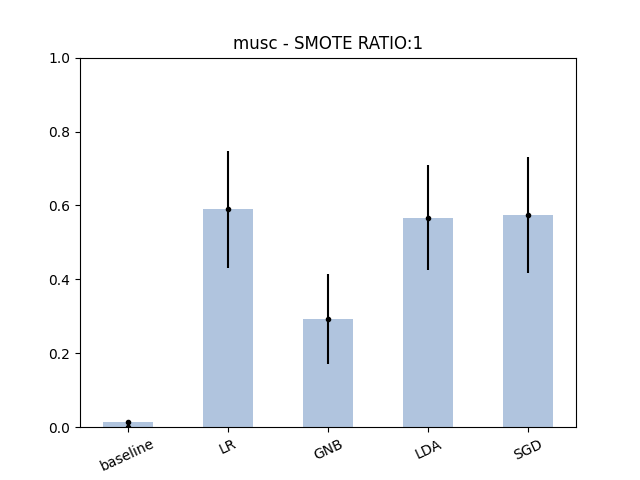 musc - SMOTE RATIO:1
1.0
0.8
0.6
0.4
0.2
0.0
baseline
LR
GNB
LDA
SGD